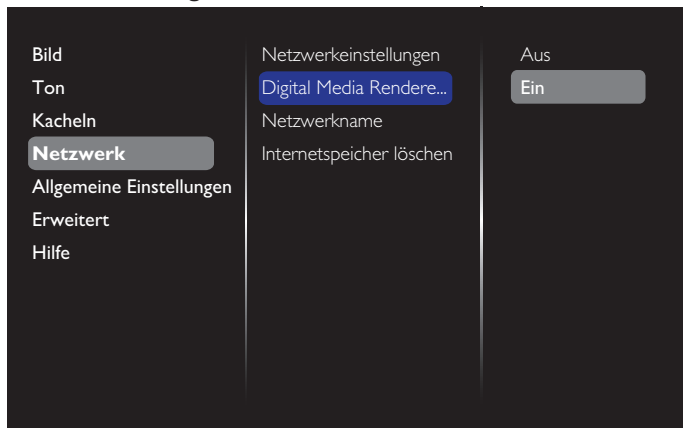 Bild
Ton
Kacheln
Netzwerk
Allgemeine Einstellungen
Erweitert
Hilfe
Netzwerkeinstellungen
Digital Media Rendere...
Netzwerkname
Internetspeicher löschen
Aus
Ein